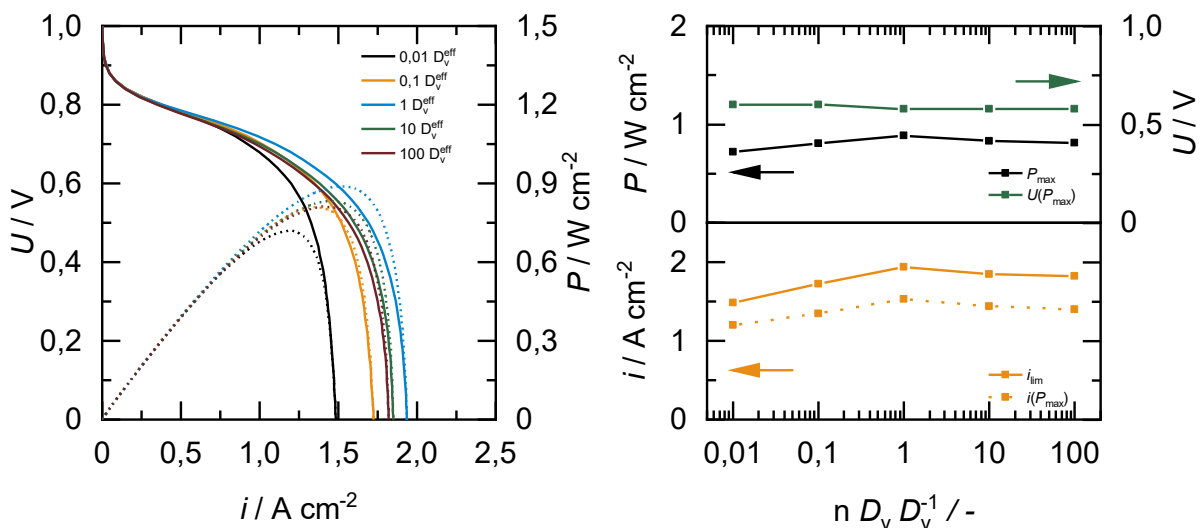 1,0
0,8
0,6
0,4
0,2
0
U / V
1,5
1,2
0,9
0,6
0,3
0
P / W cm-2
0,01 D_v^eff
0,1 D_v^eff
1 D_v^eff
10 D_v^eff
100 D_v^eff
0 0,5 1,0 1,5 2,0 2,5
i / A cm-2
2
1
0
P / W cm-2
1,0
0,5
0
U / V
Pmax
U(Pmax)
2
1
0
i / A cm-2
ilim
i(Pmax)
0,01 0,1 1 10 100
n D_v D_v^-1 / -